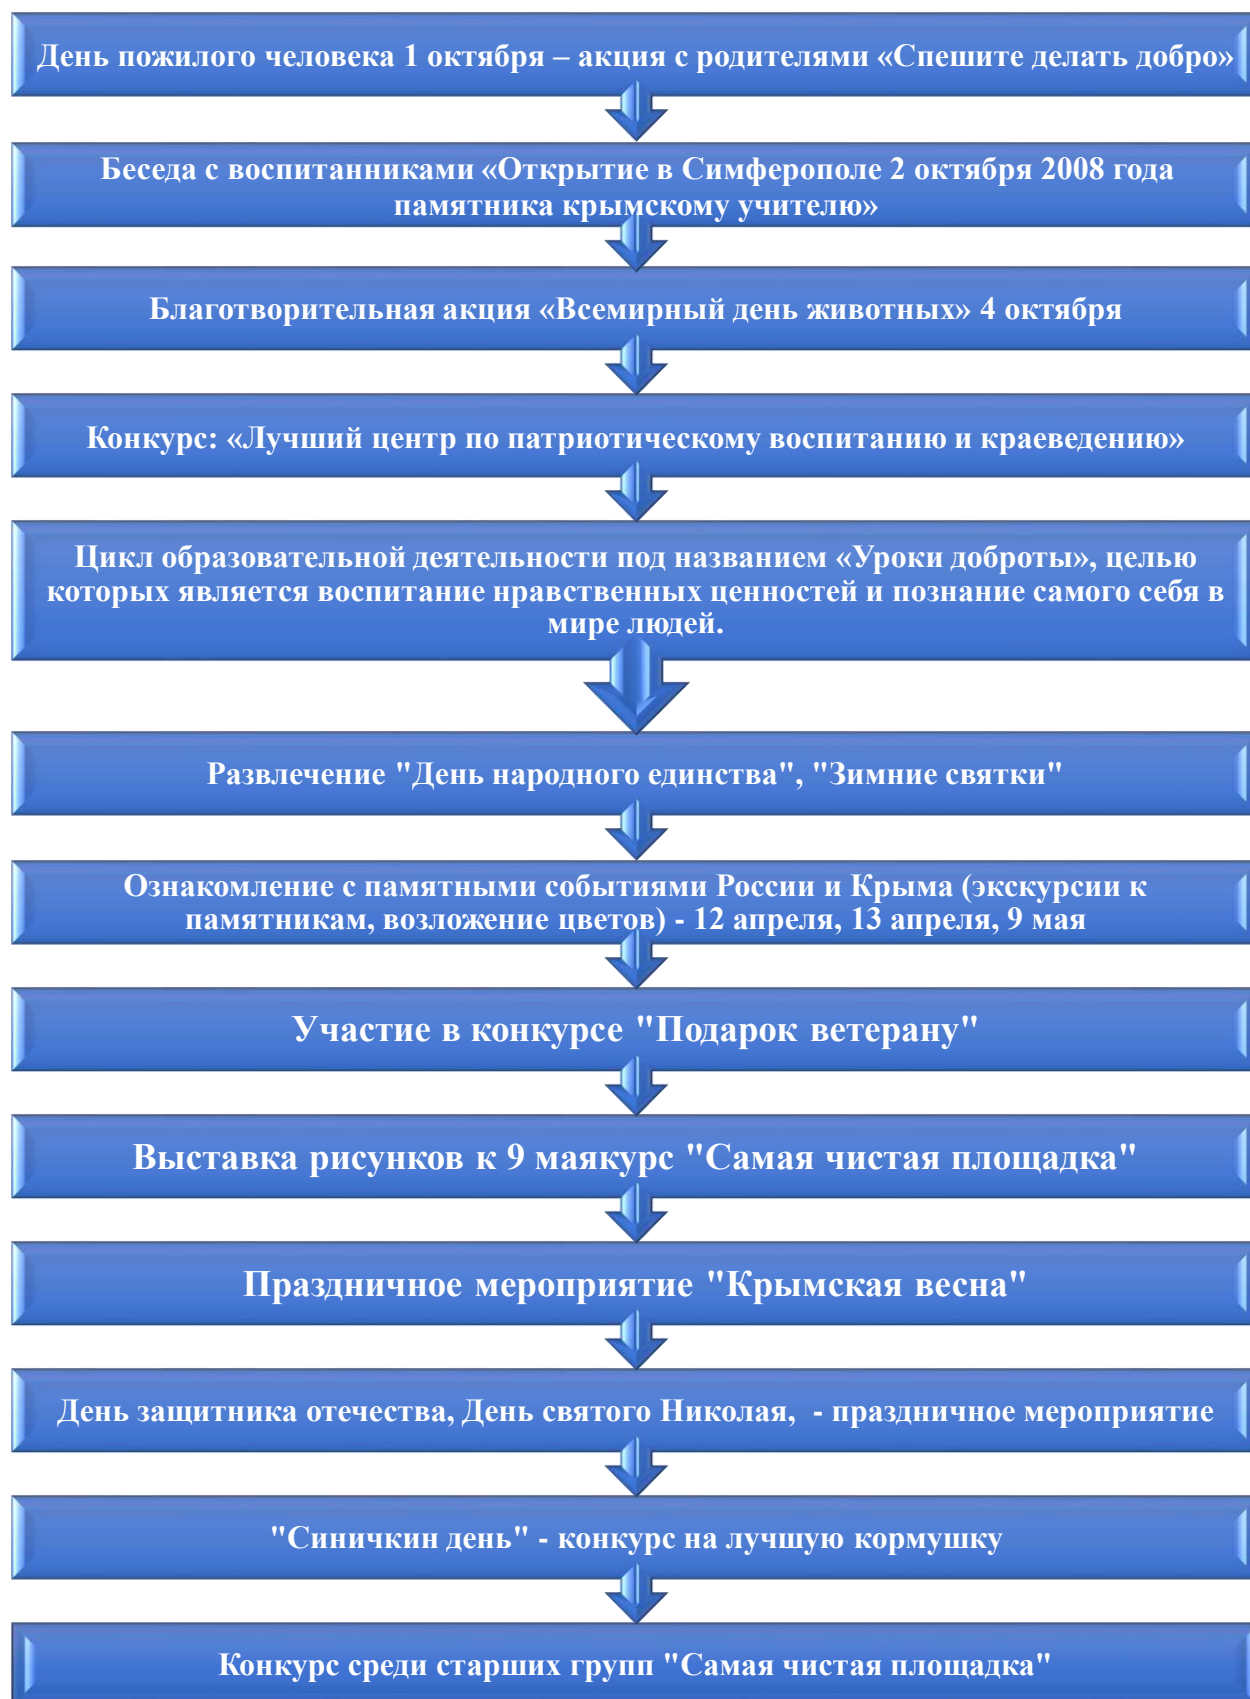 День пожилого человека 1 октября – акция с родителями «Спешите делать добро»
Беседа с воспитанниками «Открытие в Симферополе 2 октября 2008 года
памятника крымскому учителю»
Благотворительная акция «Всемирный день животных» 4 октября
Конкурс: «Лучший центр по патриотическому воспитанию и краеведению»
Цикл образовательной деятельности под названием «Уроки доброты», целью
которых является воспитание нравственных ценностей и познание самого себя в
мире людей.
Развлечение "День народного единства", "Зимние святки"
Ознакомление с памятными событиями России и Крыма (экскурсии к
памятникам, возложение цветов) - 12 апреля, 13 апреля, 9 мая
Участие в конкурсе "Подарок ветерану"
Выставка рисунков к 9 маякурс "Самая чистая площадка"
Праздничное мероприятие "Крымская весна"
День защитника отечества, День святого Николая,  - праздничное мероприятие
"Синичкин день" - конкурс на лучшую кормушку
Конкурс среди старших групп "Самая чистая площадка"